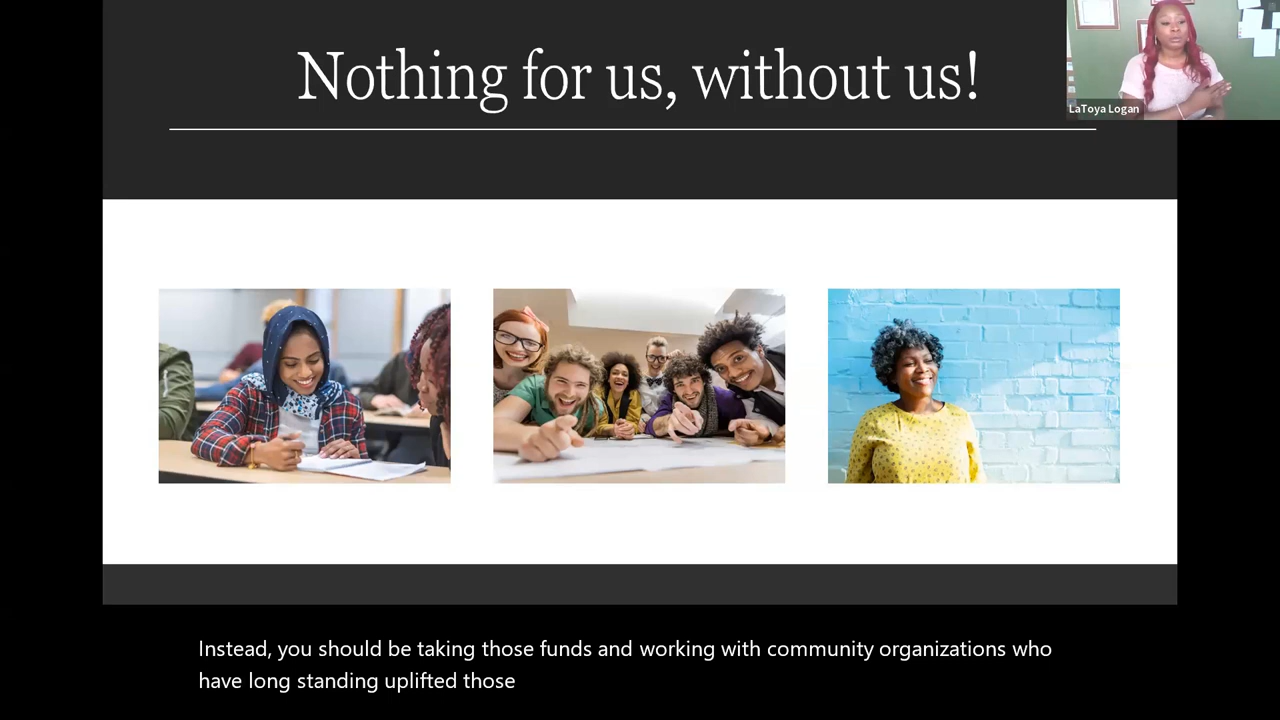 Nothing for us, without us!
LaToya Logan
Instead, you should be taking those funds and working with community organizations who
have long standing uplifted those